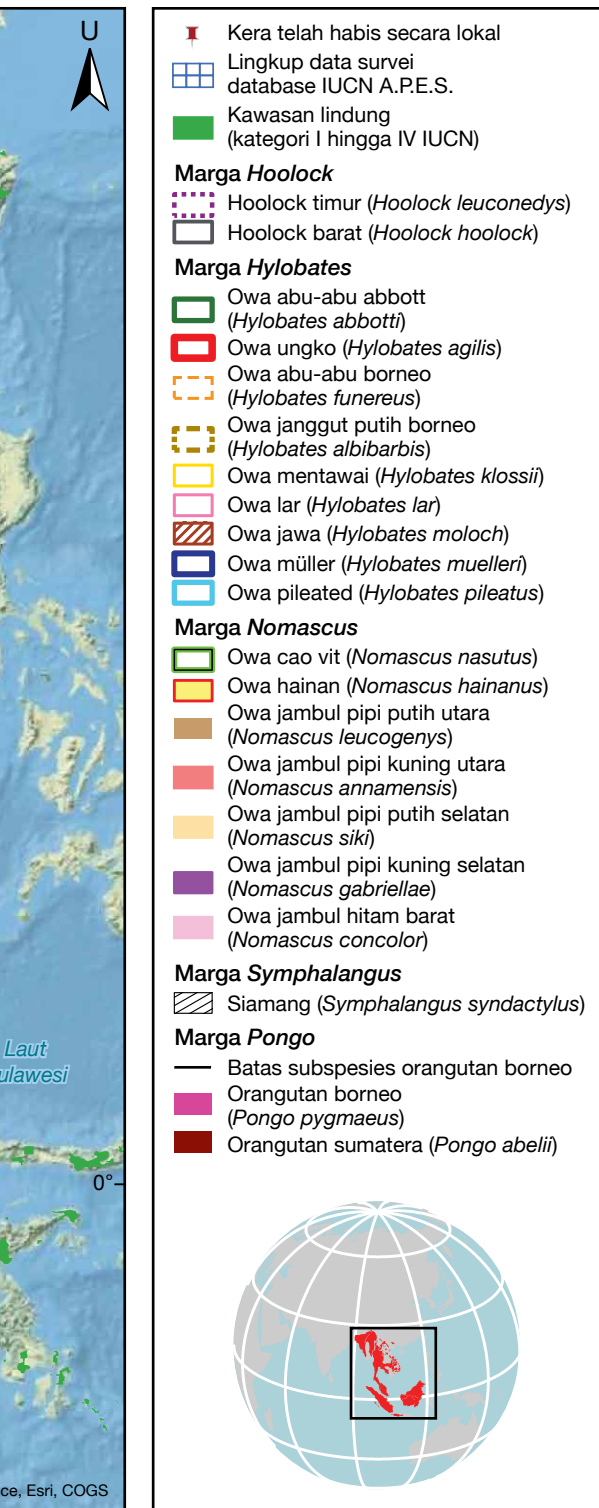 U
Laut
ulawesi
0°
ce, Esri, COGS
Kera telah habis secara lokal
Lingkup data survei
database IUCN A.P.E.S.
Kawasan lindung
(kategori I hingga IV IUCN)
Marga Hoolock
Hoolock timur (Hoolock leuconedys)
Hoolock barat (Hoolock hoolock)
Marga Hylobates
Owa abu-abu abbott
(Hylobates abbotti)
Owa ungko (Hylobates agilis)
Owa abu-abu borneo
(Hylobates funereus)
Owa janggut putih borneo
(Hylobates albibarbis)
Owa mentawai (Hylobates klossii)
Owa lar (Hylobates lar)
Owa jawa (Hylobates moloch)
Owa müller (Hylobates muelleri)
Owa pileated (Hylobates pileatus)
Marga Nomascus
Owa cao vit (Nomascus nasutus)
Owa hainan (Nomascus hainanus)
Owa jambul pipi putih utara
(Nomascus leucogenys)
Owa jambul pipi kuning utara
(Nomascus annamensis)
Owa jambul pipi putih selatan
(Nomascus siki)
Owa jambul pipi kuning selatan
(Nomascus gabriellae)
Owa jambul hitam barat
(Nomascus concolor)
Marga Symphalangus
Siamang (Symphalangus syndactylus)
Marga Pongo
Batas subspesies orangutan borneo
Orangutan borneo
(Pongo pygmaeus)
Orangutan sumatera (Pongo abelii)